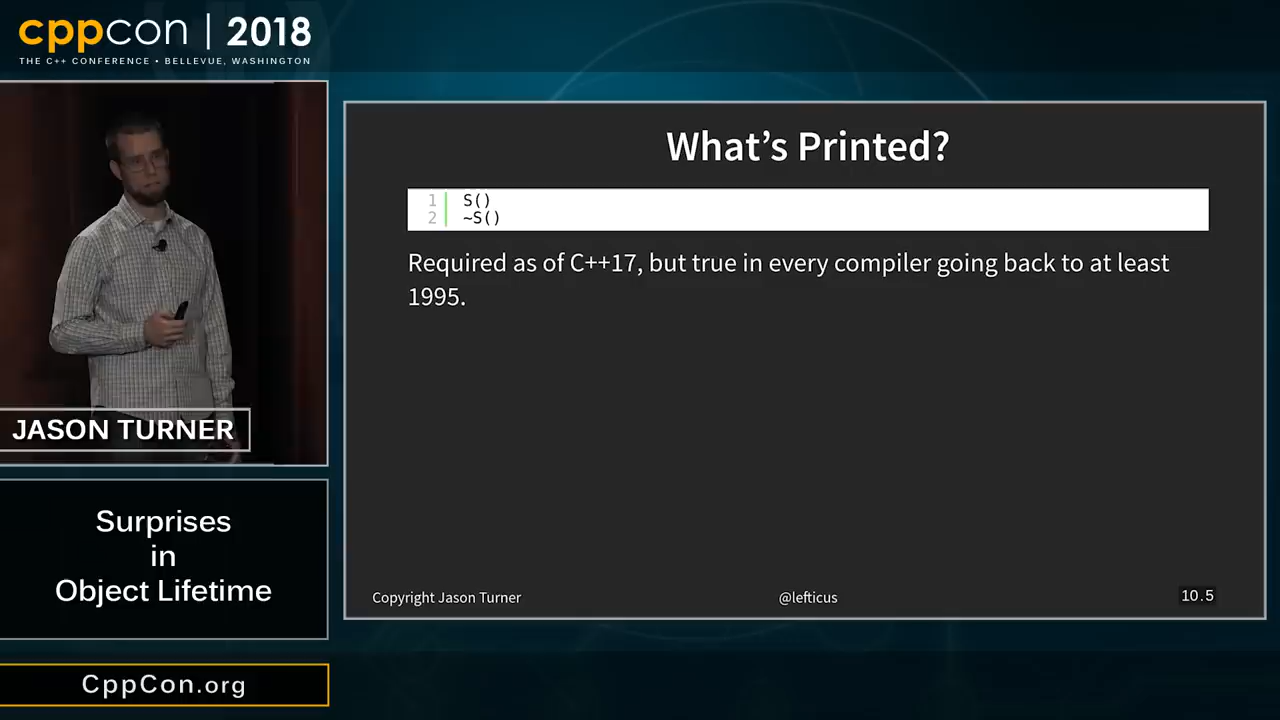 cppcon | 2018
THE C++ CONFERENCE • BELLEVUE, WASHINGTON
What's Printed?
1 S()
2 ~S()
Required as of C++17, but true in every compiler going back to at least
1995.
JASON TURNER
Surprises
in
Object Lifetime
Copyright Jason Turner
@lefticus
10.5
CppCon.org